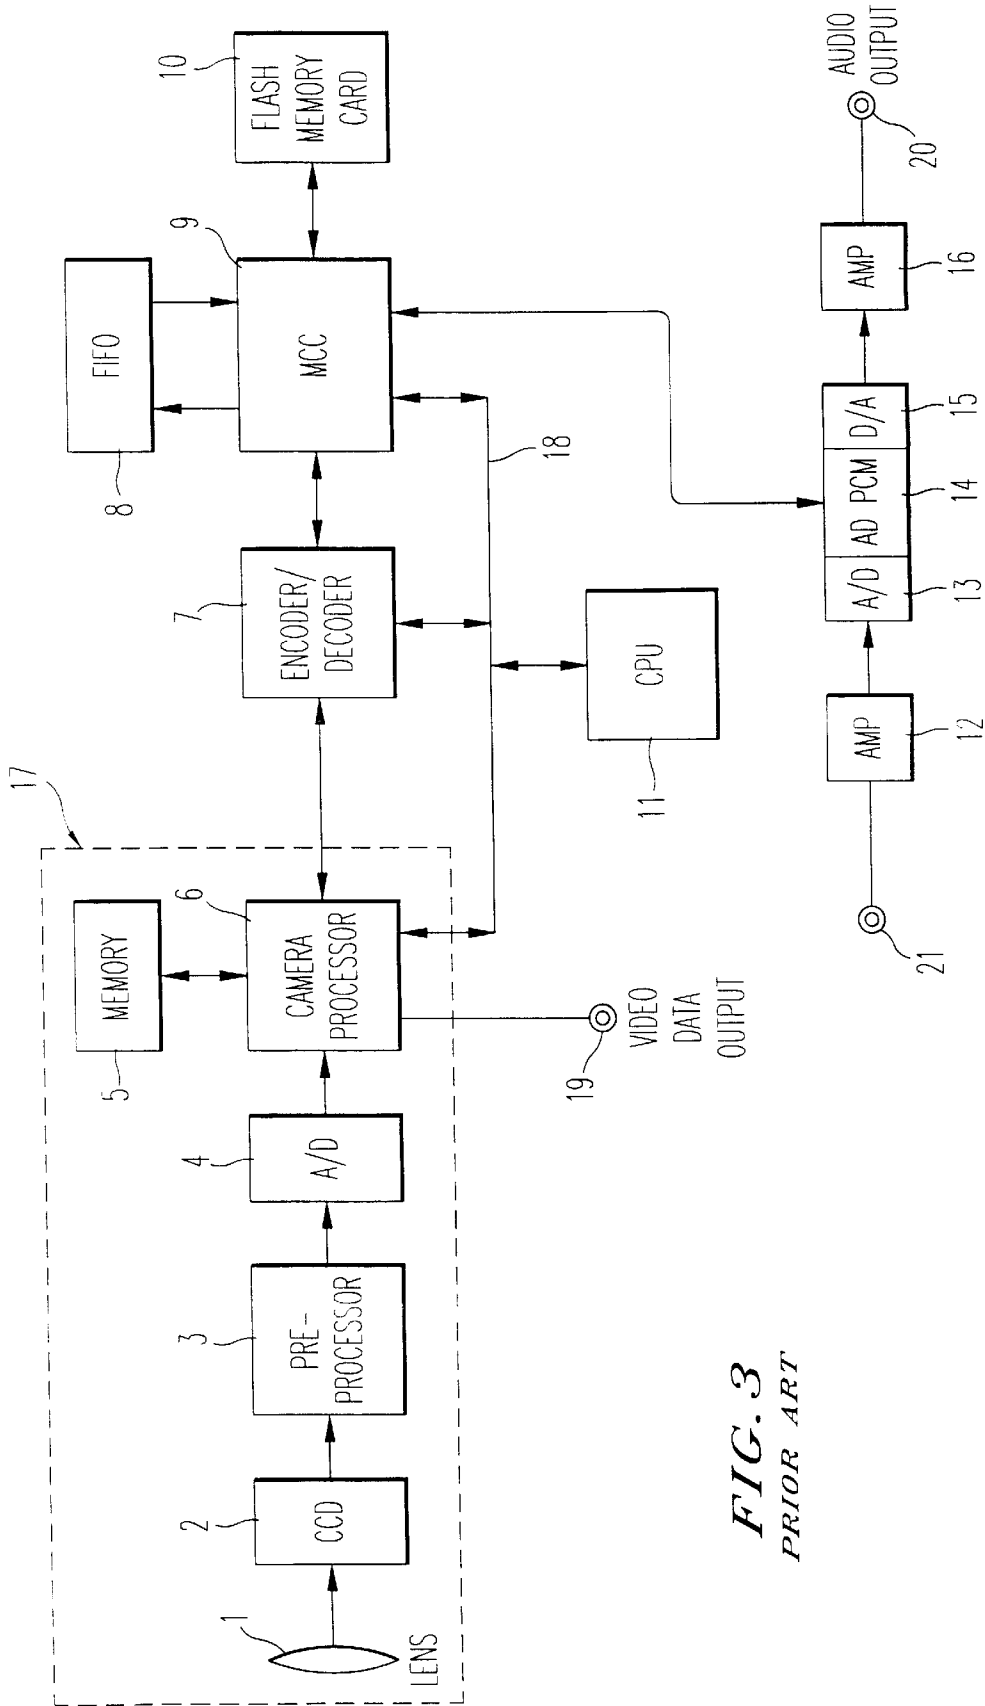 17
10
FLASH
MEMORY
CARD
8
FIFO
9
MCC
7
ENCODER/
DECODER
5
MEMORY
6
CAMERA
PROCESSOR
4
A/D
3
PRE-
PROCESSOR
2
CCD
1
LENS
18
11
CPU
19
VIDEO
DATA
OUTPUT
21
AMP
12
A/D
13
AD PCM
14
D/A
15
AMP
16
20
AUDIO
OUTPUT
FIG. 3
PRIOR ART